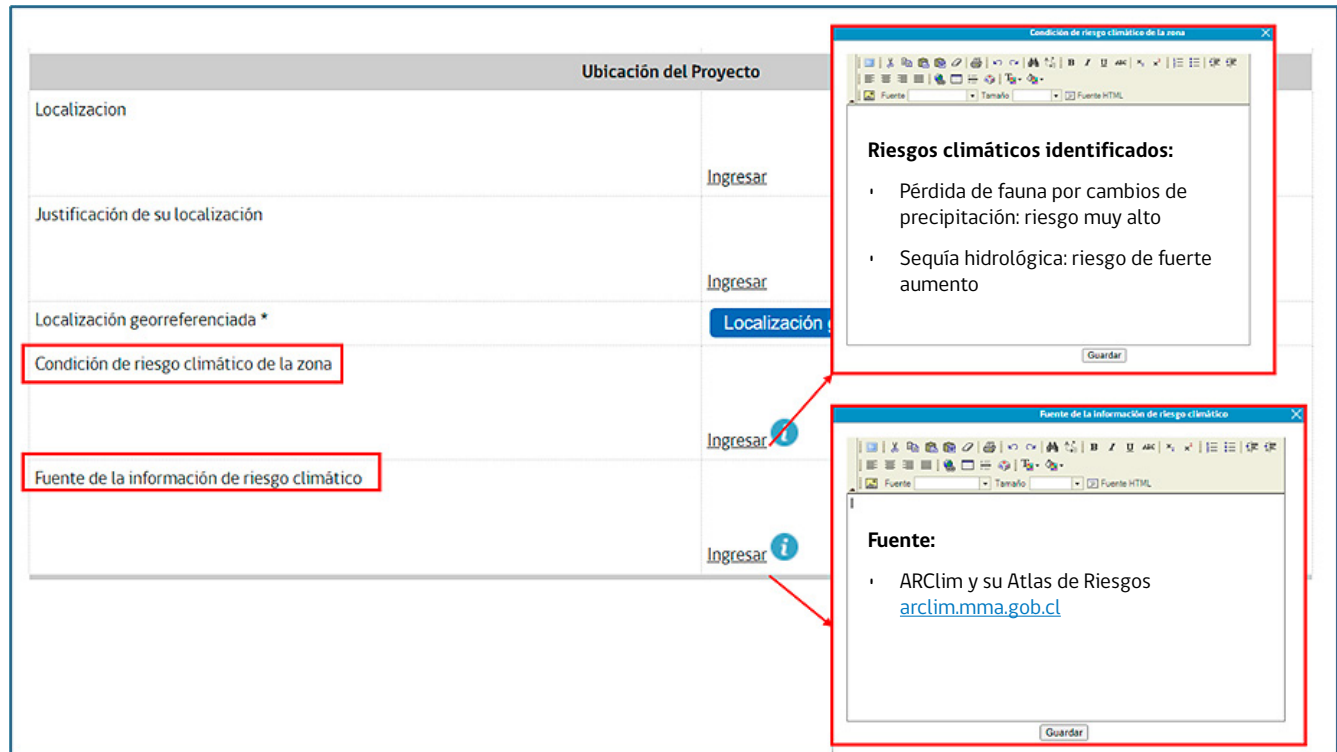 Ubicación del Proyecto
Localizacion
Ingresar
Justificación de su localización
Ingresar
Localización georreferenciada *
Localización
Condición de riesgo climático de la zona
Ingresar
Fuente de la información de riesgo climático
Ingresar
Condición de riesgo climático de la zona
Fuente Tamaño Fuente HTML
Riesgos climáticos identificados:
Pérdida de fauna por cambios de
precipitación: riesgo muy alto
Sequía hidrológica: riesgo de fuerte
aumento
Guardar
Fuente de la información de riesgo climático
Fuente Tamaño Fuente HTML
Fuente:
ARClim y su Atlas de Riesgos
arclim.mma.gob.cl
Guardar